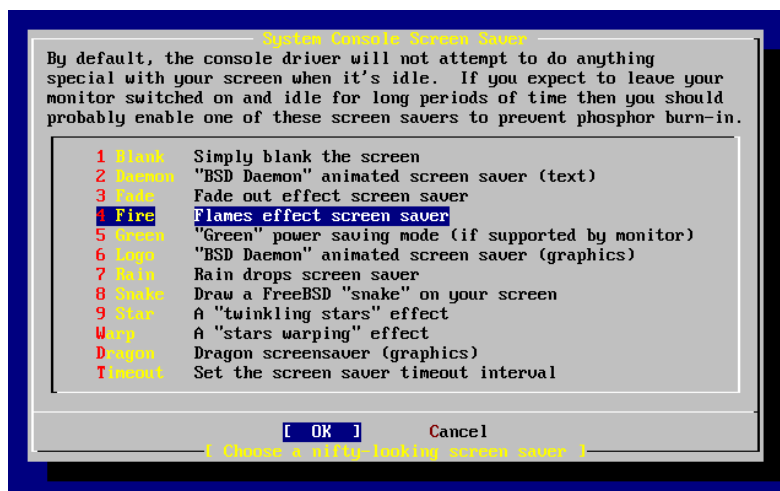 System Console Screen Saver
By default, the console driver will not attempt to do anything
special with your screen when it's idle.  If you expect to leave your
monitor switched on and idle for long periods of time then you should
probably enable one of these screen savers to prevent phosphor burn-in.
1 Blank   Simply blank the screen
2 Daemon  "BSD Daemon" animated screen saver (text)
3 Fade    Fade out effect screen saver
4 Fire    Flames effect screen saver
5 Green   "Green" power saving mode (if supported by monitor)
6 Logo    "BSD Daemon" animated screen saver (graphics)
7 Rain    Rain drops screen saver
8 Snake   Draw a FreeBSD "snake" on your screen
9 Star    A "twinkling stars" effect
Warp      A "stars warping" effect
Dragon    Dragon screensaver (graphics)
Timeout   Set the screen saver timeout interval
[  OK  ]  Cancel
[ Choose a nifty-looking screen saver ]